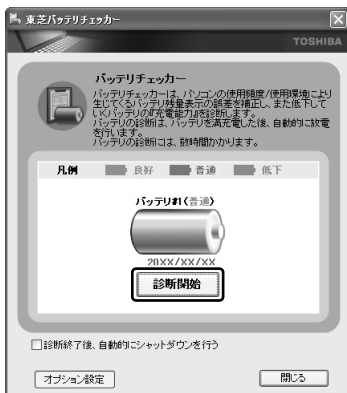 東芝バッテリチェッカー
TOSHIBA
バッテリチェッカー
バッテリチェッカーは、パソコンの使用頻度/使用環境により
生じてくるバッテリ残量表示の誤差を補正し、また低下して
いくバッテリの『充電能力』を診断します。
バッテリの診断は、バッテリを満充電した後、自動的に放電
を行います。
バッテリの診断には、数時間かかります。
凡例 良好 普通 低下
バッテリ#1(普通)
20XX/XX/XX
診断開始
診断終了後、自動的にシャットダウンを行う
オプション設定 閉じる